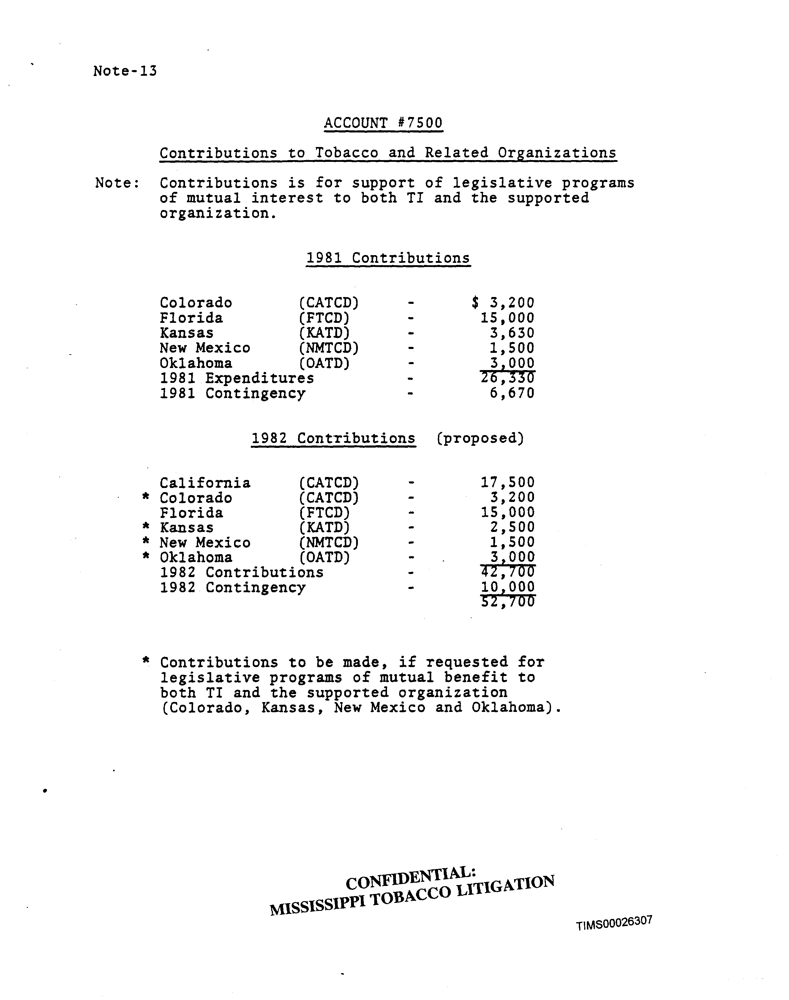 Note-13
ACCOUNT #7500
Contributions to Tobacco and Related Organizations
Note: Contributions is for support of legislative programs
of mutual interest to both TI and the supported
organization.
1981 Contributions
Colorado (CATCD) - $ 3,200
Florida (FTCD) - 15,000
Kansas (KATD) - 3,630
New Mexico (NMTCD) - 1,500
Oklahoma (OATD) - 3,000
1981 Expenditures - 26,330
1981 Contingency - 6,670
1982 Contributions (proposed)
California (CATCD) - 17,500
* Colorado (CATCD) - 3,200
Florida (FTCD) - 15,000
* Kansas (KATD) - 2,500
* New Mexico (NMTCD) - 1,500
* Oklahoma (OATD) - 3,000
1982 Contributions - 42,700
1982 Contingency - 10,000
52,700
* Contributions to be made, if requested for
legislative programs of mutual benefit to
both TI and the supported organization
(Colorado, Kansas, New Mexico and Oklahoma).
CONFIDENTIAL:
MISSISSIPPI TOBACCO LITIGATION
TIMS00026307